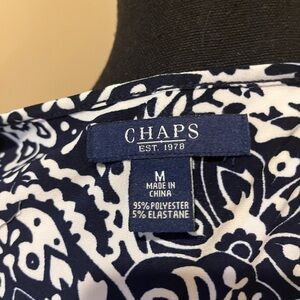 CHAPS
EST. 1978
M
MADE IN
CHINA
95% POLYESTER
5% ELASTANE